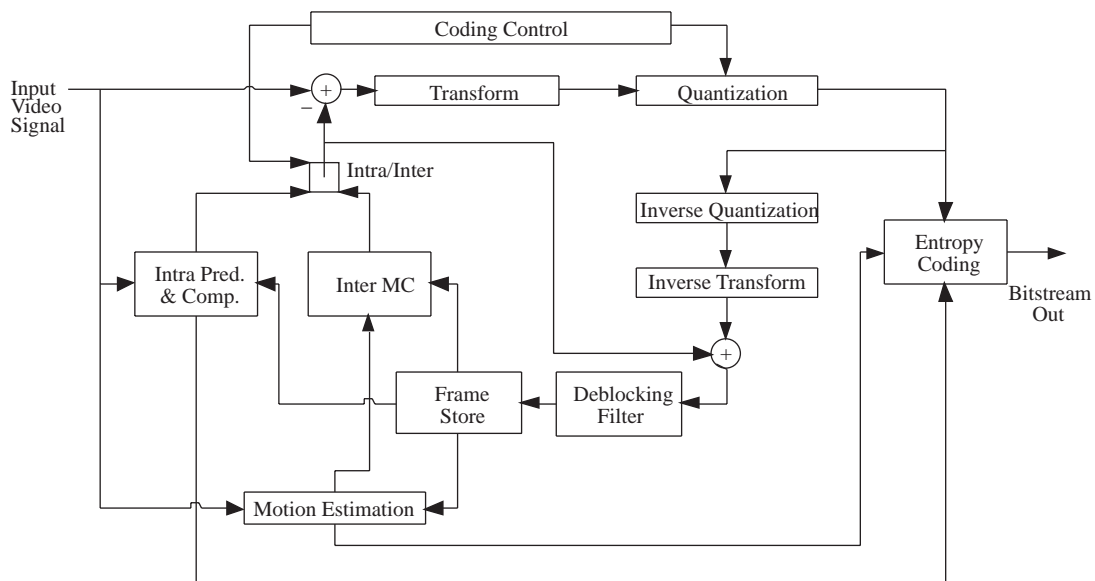 Coding Control
Input
Video
Signal
+
Transform
Quantization
−
Intra/Inter
Inverse Quantization
Entropy
Coding
Intra Pred.
& Comp.
Inter MC
Inverse Transform
Bitstream
Out
+
Frame
Store
Deblocking
Filter
Motion Estimation